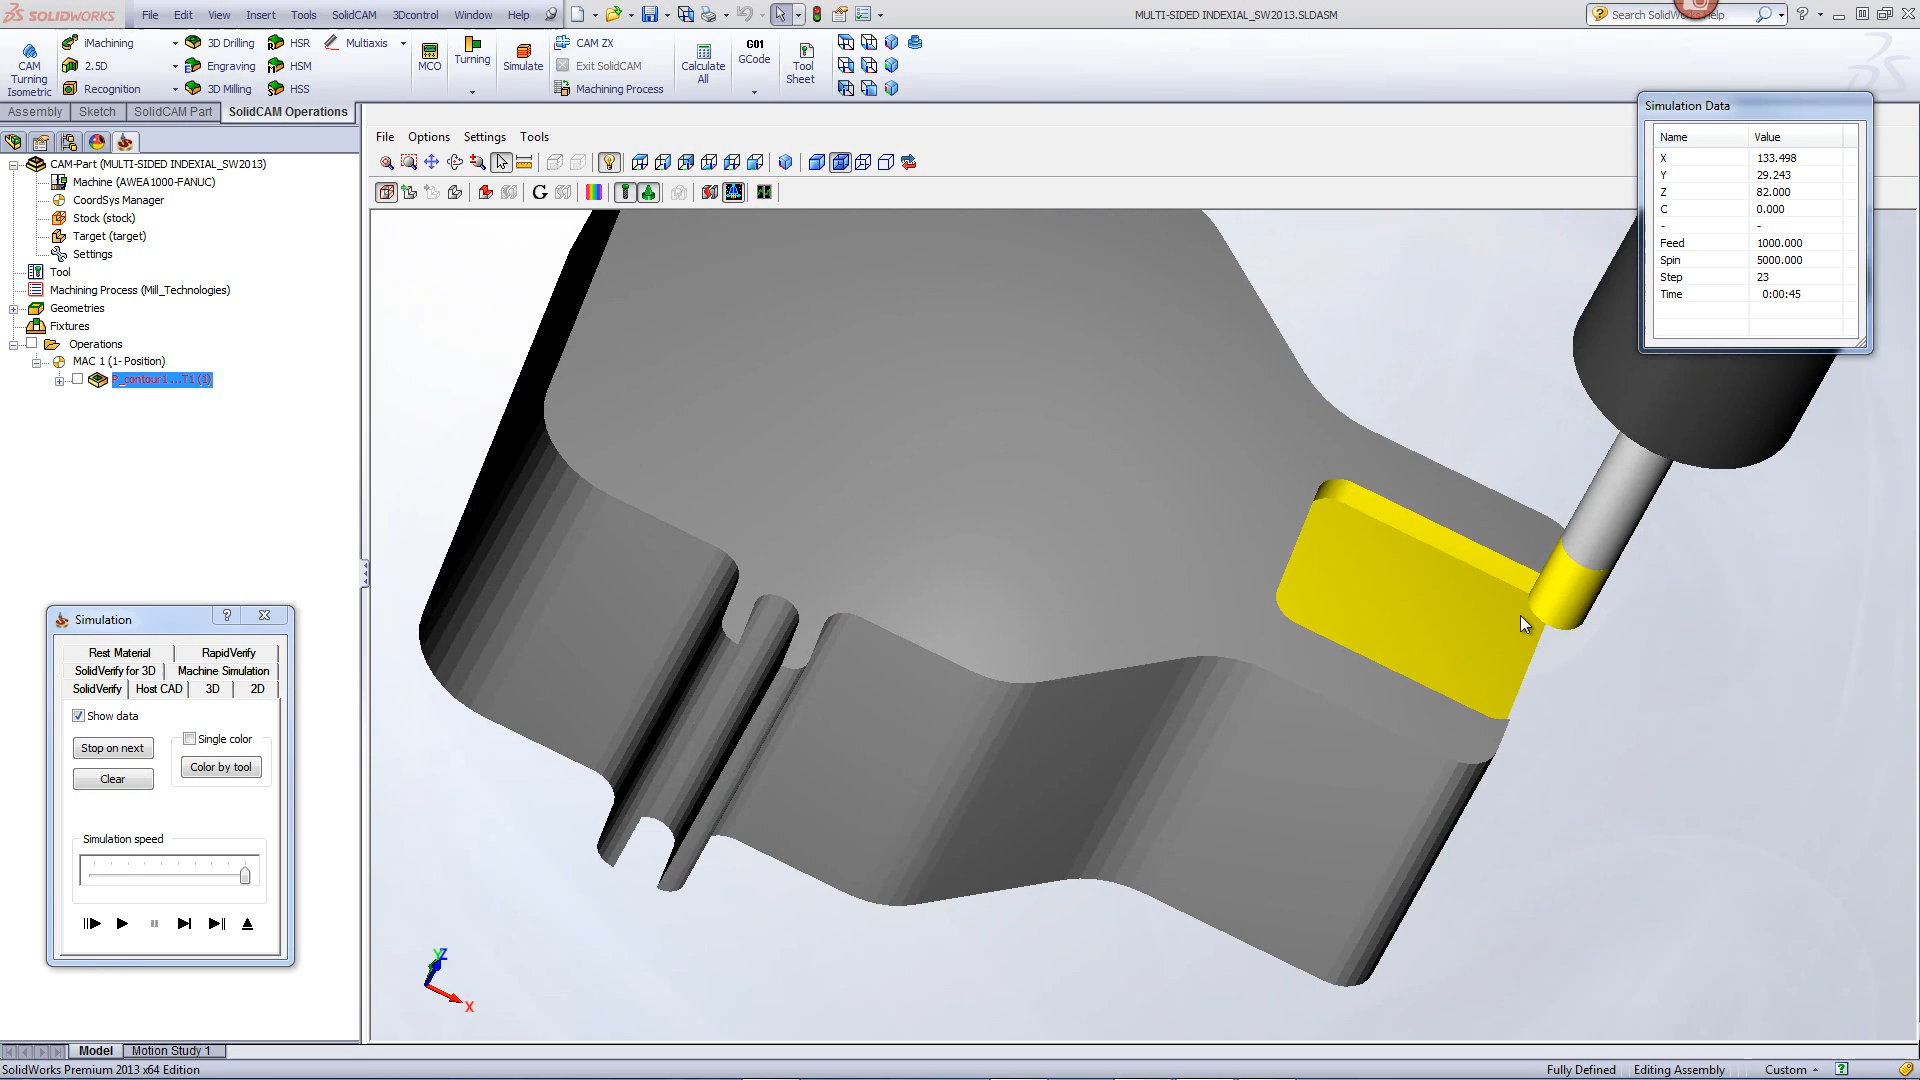 SOLIDWORKS File Edit View Insert Tools SolidCAM 3Dcontrol Window Help MULTI-SIDED INDEXIAL_SW2013.SLDASM Search SolidWorks Help
iMachining 3D Drilling HSR Multiaxis CAM ZX
2.5D Engraving HSM Exit SolidCAM
Recognition 3D Milling HSS Machining Process
CAM Turning Isometric
MCO
Turning
Simulate
Calculate All
G01
GCode
Tool Sheet
Assembly Sketch SolidCAM Part SolidCAM Operations
File Options Settings Tools
CAM-Part (MULTI-SIDED INDEXIAL_SW2013)
Machine (AWEA1000-FANUC)
CoordSys Manager
Stock (stock)
Target (target)
Settings
Tool
Machining Process (Mill_Technologies)
Geometries
Fixtures
Operations
MAC 1 (1- Position)
P_contour1 ...T1 (1)
Simulation Data
Name Value
X 133.498
Y 29.243
Z 82.000
C 0.000
- -
Feed 1000.000
Spin 5000.000
Step 23
Time 0:00:45
Simulation
Rest Material RapidVerify
SolidVerify for 3D Machine Simulation
SolidVerify Host CAD 3D 2D
Show data
Stop on next
Single color
Clear
Color by tool
Simulation speed
Y Z
X
Model Motion Study 1
SolidWorks Premium 2013 x64 Edition Fully Defined Editing Assembly Custom